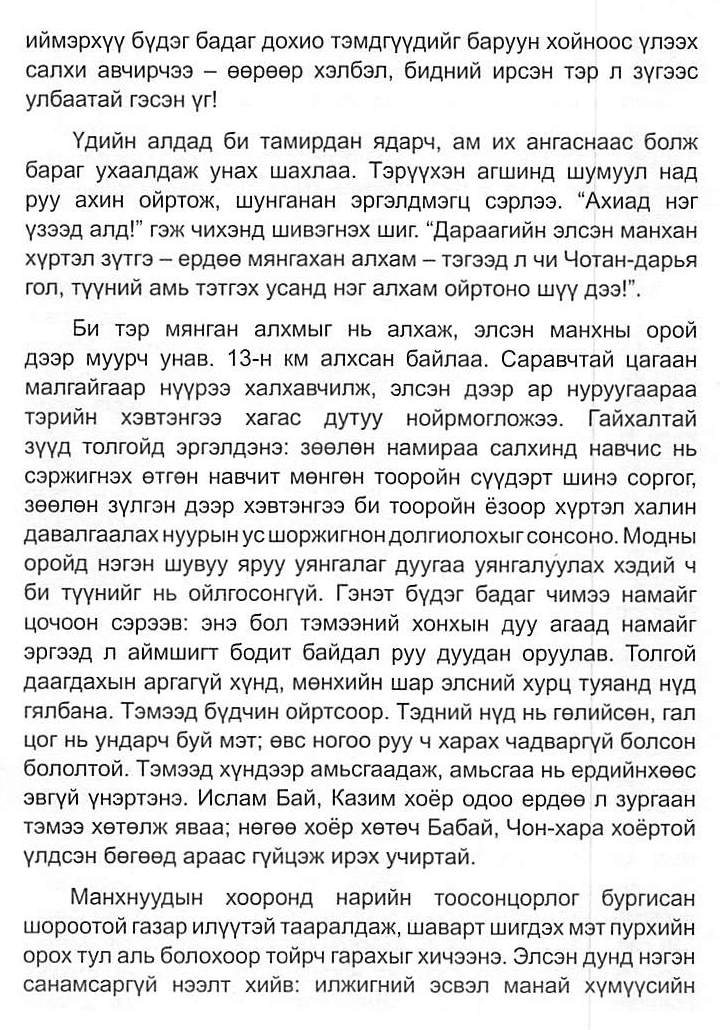 иймэрхүү бүдэг бадаг дохио тэмдгүүдийг баруун хойноос үлээх
салхи авчирчээ – өөрөөр хэлбэл, бидний ирсэн тэр л зүгээс
улбаатай гэсэн үг!
Үдийн алдад би тамирдан ядарч, ам их ангаснаас болж
бараг ухаалдаж унах шахлаа. Тэрүүхэн агшинд шумуул над
руу ахин ойртож, шунганан эргэлдмэгц сэрлээ. “Ахиад нэг
үзээд алд!” гэж чихэнд шивэгнэх шиг. “Дараагийн элсэн манхан
хүртэл зүтгэ – ердөө мянгахан алхам – тэгээд л чи Чотан-дарья
гол, түүний амь тэтгэх усанд нэг алхам ойртоно шүү дээ!”.
Би тэр мянган алхмыг нь алхаж, элсэн манхны орой
дээр муурч унав. 13-н км алхсан байлаа. Саравчтай цагаан
малгайгаар нүүрээ халхавчилж, элсэн дээр ар нуруугаараа
тэрийн хэвтэнгээ хагас дутуу нойрмогложээ. Гайхалтай
зүүд толгойд эргэлдэнэ: зөөлөн намираа салхинд навчис нь
сэржигнэх өтгөн навчит мөнгөн тооройн сүүдэрт шинэ соргог,
зөөлөн зүлгэн дээр хэвтэнгээ би тооройн ёзоор хүртэл халин
давалгаалах нуурын ус шоржигнон долгиолохыг сонсоно. Модны
оройд нэгэн шувуу яруу уянгалаг дуугаа уянгалуулах хэдий ч
би түүнийг нь ойлгосонгүй. Гэнэт бүдэг бадаг чимээ намайг
цочоон сэрээв: энэ бол тэмээний хонхын дуу агаад намайг
эргээд л аймшигт бодит байдал руу дуудан оруулав. Толгой
даагдахын аргагүй хүнд, мөнхийн шар элсний хурц туяанд нүд
гялбана. Тэмээд бүдчин ойртсоор. Тэдний нүд нь гөлийсөн, гал
цог нь ундарч буй мэт; өвс ногоо руу ч харах чадваргүй болсон
бололтой. Тэмээд хүндээр амьсгаадаж, амьсгаа нь ердийнхөөс
эвгүй үнэртэнэ. Ислам Бай, Казим хоёр одоо ердөө л зургаан
тэмээ хөтөлж яваа; нөгөө хоёр хөтөч Бабай, Чон-хара хоёртой
үлдсэн бөгөөд араас гүйцэж ирэх учиртай.
Манхнуудын хооронд нарийн тоосонцорлог бургисан
шороотой газар илүүтэй тааралдаж, шаварт шигдэх мэт пурхийн
орох тул аль болохоор тойрч гарахыг хичээнэ. Элсэн дунд нэгэн
санамсаргүй нээлт хийв: илжигний эсвэл манай хүмүүсийн